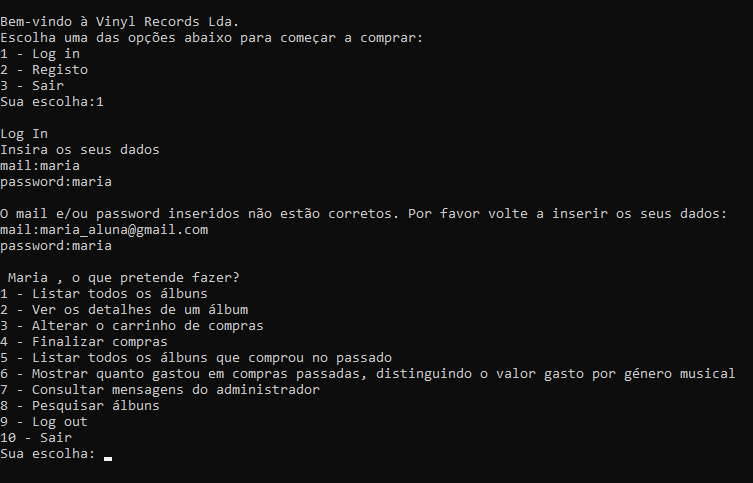 Bem-vindo à Vinyl Records Lda.
Escolha uma das opções abaixo para começar a comprar:
1 - Log in
2 - Registo
3 - Sair
Sua escolha:1
Log In
Insira os seus dados
mail:maria
password:maria
O mail e/ou password inseridos não estão corretos. Por favor volte a inserir os seus dados:
mail:maria_aluna@gmail.com
password:maria
Maria , o que pretende fazer?
1 - Listar todos os álbuns
2 - Ver os detalhes de um álbum
3 - Alterar o carrinho de compras
4 - Finalizar compras
5 - Listar todos os álbuns que comprou no passado
6 - Mostrar quanto gastou em compras passadas, distinguindo o valor gasto por género musical
7 - Consultar mensagens do administrador
8 - Pesquisar álbuns
9 - Log out
10 - Sair
Sua escolha: